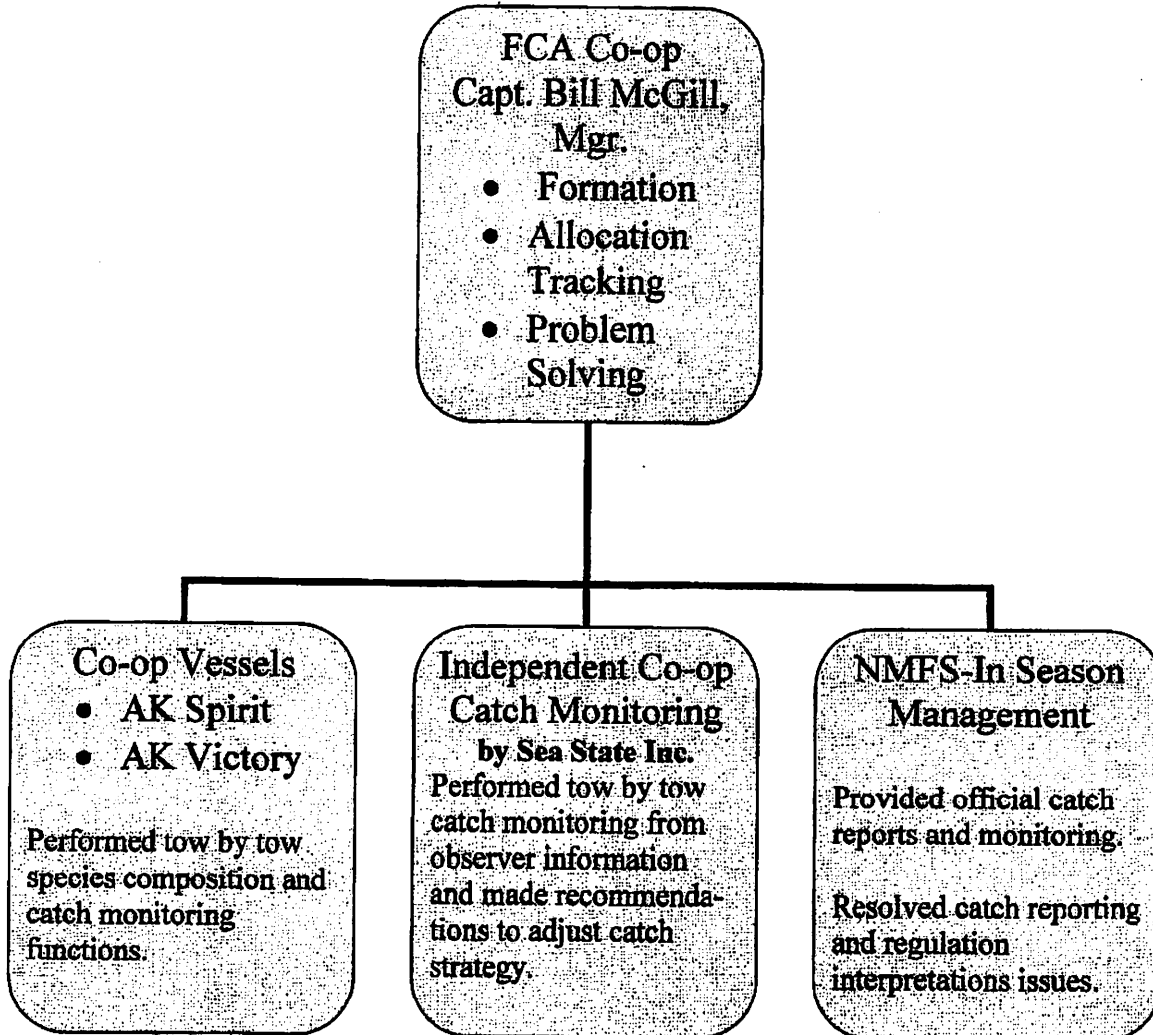 FCA Co-op
Capt. Bill McGill,
Mgr.
• Formation
• Allocation
Tracking
• Problem
Solving
Co-op Vessels
• AK Spirit
• AK Victory
Performed tow by tow
species composition and
catch monitoring
functions.
Independent Co-op
Catch Monitoring
by Sea State Inc.
Performed tow by tow
catch monitoring from
observer information
and made recommenda-
tions to adjust catch
strategy.
NMFS-In Season
Management
Provided official catch
reports and monitoring.
Resolved catch reporting
and regulation
interpretations issues.